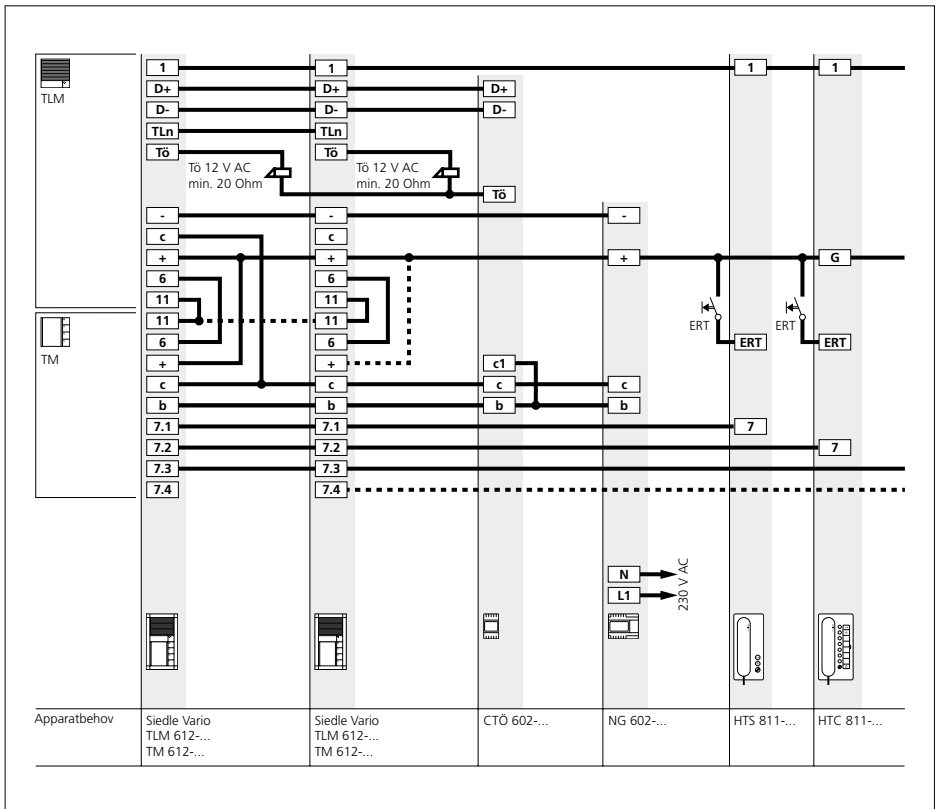 TLM
1 1 1 1
D+ D+ D+
D- D- D-
TLn TLn
Tö Tö
Tö 12 V AC Tö 12 V AC
min. 20 Ohm min. 20 Ohm
Tö
- - -
c c
+ + + G
6 6
11 11
ERT ERT
11 11
TM
6 6 ERT ERT
+ + c1
c c c c
b b b b
7.1 7.1 7
7.2 7.2 7
7.3 7.3
7.4 7.4
N
L1
230 V AC
Apparatbehov Siedle Vario Siedle Vario CTÖ 602-... NG 602-... HTS 811-... HTC 811-...
TLM 612-... TLM 612-...
TM 612-... TM 612-...